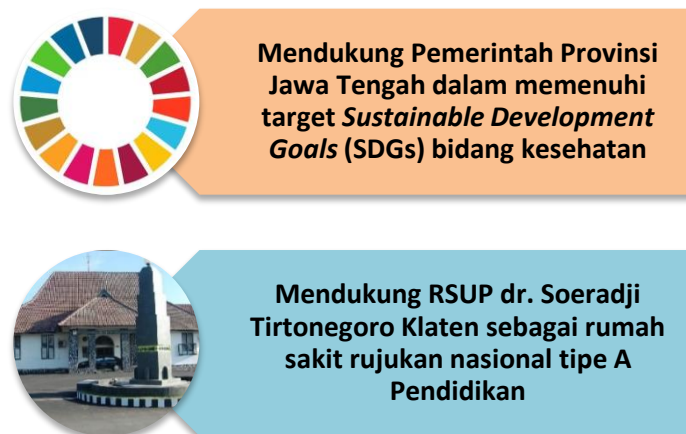 Mendukung Pemerintah Provinsi
Jawa Tengah dalam memenuhi
target Sustainable Development
Goals (SDGs) bidang kesehatan
Mendukung RSUP dr. Soeradji
Tirtonegoro Klaten sebagai rumah
sakit rujukan nasional tipe A
Pendidikan